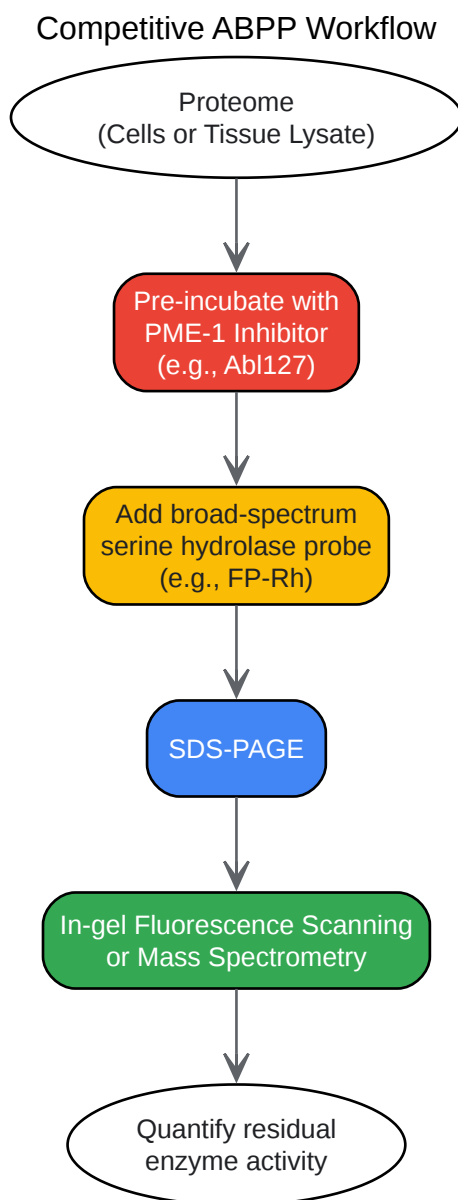 Competitive ABPP Workflow
Proteome
(Cells or Tissue Lysate)
Pre-incubate with
PME-1 Inhibitor
(e.g., Abl127)
Add broad-spectrum
serine hydrolase probe
(e.g., FP-Rh)
SDS-PAGE
In-gel Fluorescence Scanning
or Mass Spectrometry
Quantify residual
enzyme activity